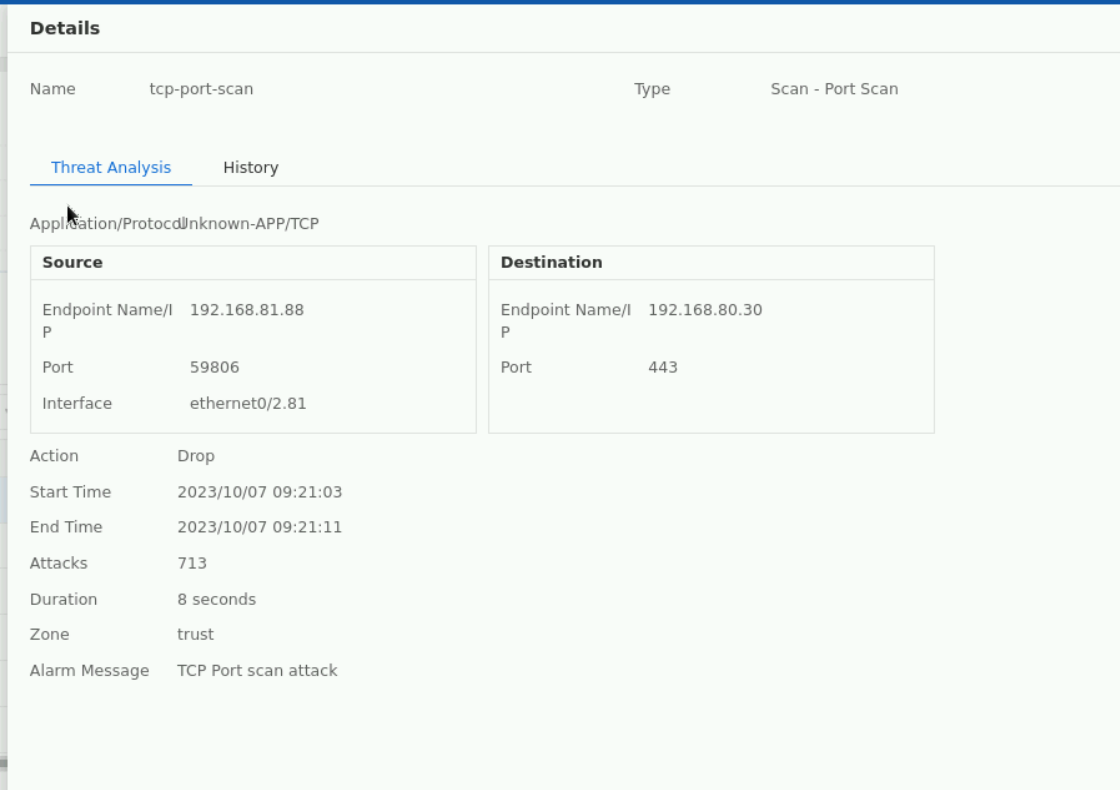 Details
Name tcp-port-scan Type Scan - Port Scan
Threat Analysis History
Application/Protocol Unknown-APP/TCP
Source Destination
Endpoint Name/I 192.168.81.88 Endpoint Name/I 192.168.80.30
P P
Port 59806 Port 443
Interface ethernet0/2.81
Action Drop
Start Time 2023/10/07 09:21:03
End Time 2023/10/07 09:21:11
Attacks 713
Duration 8 seconds
Zone trust
Alarm Message TCP Port scan attack